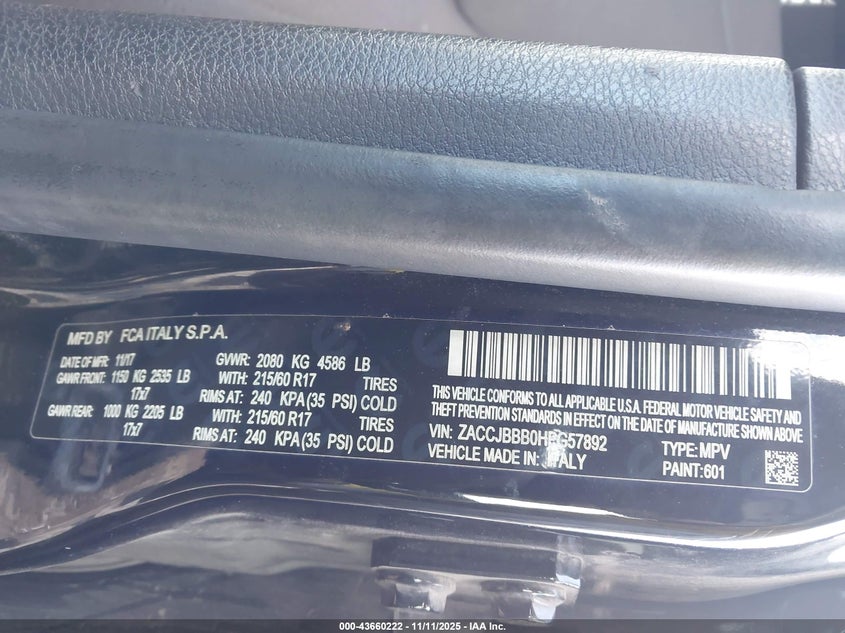 MFD BY FCA ITALY S.P.A.
DATE OF MFR: 11/17 GVWR: 2080 KG 4586 LB
GAWR FRONT: 1150 KG 2535 LB WITH: 215/60 R17 TIRES
17x7 RIMS AT: 240 KPA (35 PSI) COLD
GAWR REAR: 1000 KG 2205 LB WITH: 215/60 R17 TIRES
17x7 RIMS AT: 240 KPA (35 PSI) COLD
THIS VEHICLE CONFORMS TO ALL APPLICABLE U.S.A. FEDERAL MOTOR VEHICLE SAFETY AND
THEFT PREVENTION STANDARDS IN EFFECT ON THE DATE OF MANUFACTURE SHOWN ABOVE.
VIN: TYPE: MPV
VEHICLE MADE IN: ITALY PAINT: 601
000-43660222 - 11/11/2025 - IAA Inc.